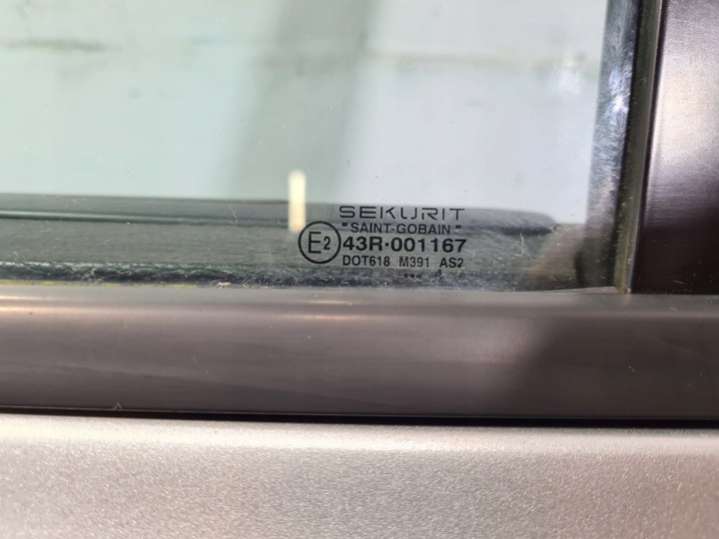 SEKURIT
"SAINT-GOBAIN"
E2 43R-001167
DOT618 M391 AS2
...